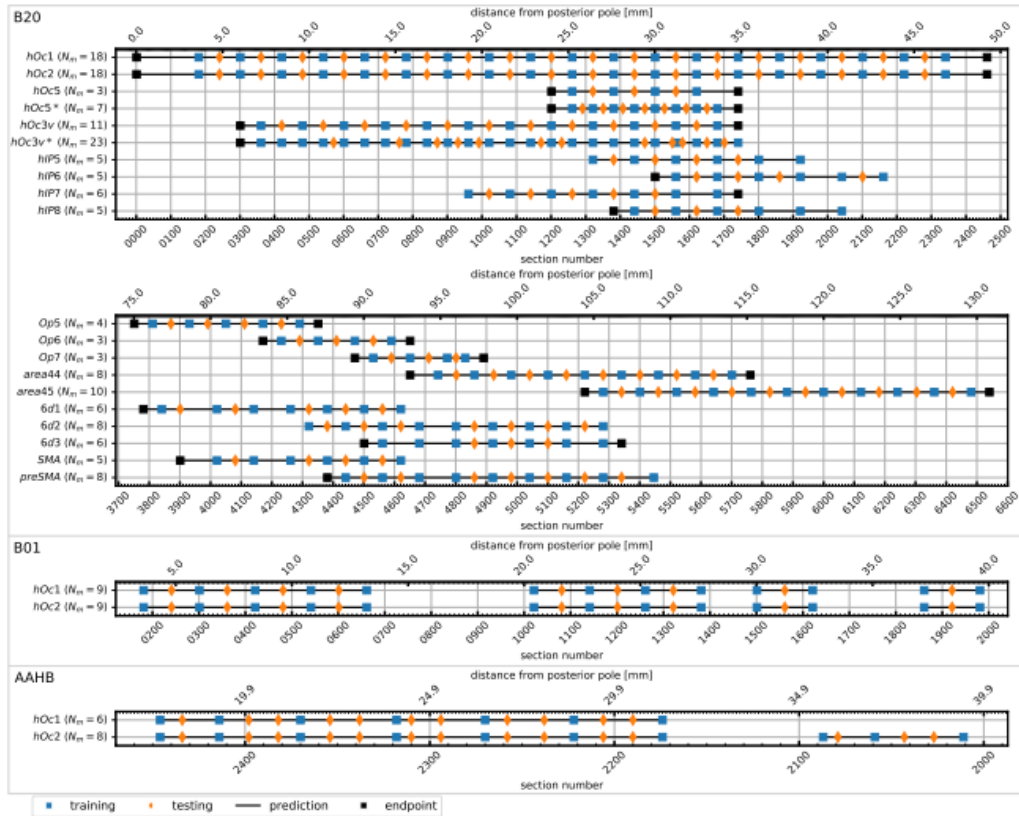 B20
distance from posterior pole [mm]
0.0 5.0 10.0 15.0 20.0 25.0 30.0 35.0 40.0 45.0 50.0
hOc1 (Nm = 18)
hOc2 (Nm = 18)
hOc5 (Nm = 3)
hOc5 * (Nm = 7)
hOc3v (Nm = 11)
hOc3v * (Nm = 23)
hIP5 (Nm = 5)
hIP6 (Nm = 5)
hIP7 (Nm = 6)
hIP8 (Nm = 5)
0000 0100 0200 0300 0400 0500 0600 0700 0800 0900 1000 1100 1200 1300 1400 1500 1600 1700 1800 1900 2000 2100 2200 2300 2400 2500
section number
distance from posterior pole [mm]
75.0 80.0 85.0 90.0 95.0 100.0 105.0 110.0 115.0 120.0 125.0 130.0
Op5 (Nm = 4)
Op6 (Nm = 3)
Op7 (Nm = 3)
area44 (Nm = 8)
area45 (Nm = 10)
6d1 (Nm = 6)
6d2 (Nm = 8)
6d3 (Nm = 6)
SMA (Nm = 5)
preSMA (Nm = 8)
3700 3800 3900 4000 4100 4200 4300 4400 4500 4600 4700 4800 4900 5000 5100 5200 5300 5400 5500 5600 5700 5800 5900 6000 6100 6200 6300 6400 6500 6600
section number
B01
distance from posterior pole [mm]
5.0 10.0 15.0 20.0 25.0 30.0 35.0 40.0
hOc1 (Nm = 9)
hOc2 (Nm = 9)
0200 0300 0400 0500 0600 0700 0800 0900 1000 1100 1200 1300 1400 1500 1600 1700 1800 1900 2000
section number
AAHB
distance from posterior pole [mm]
19.9 24.9 29.9 34.9 39.9
hOc1 (Nm = 6)
hOc2 (Nm = 8)
2400 2300 2200 2100 2000
section number
training testing prediction endpoint